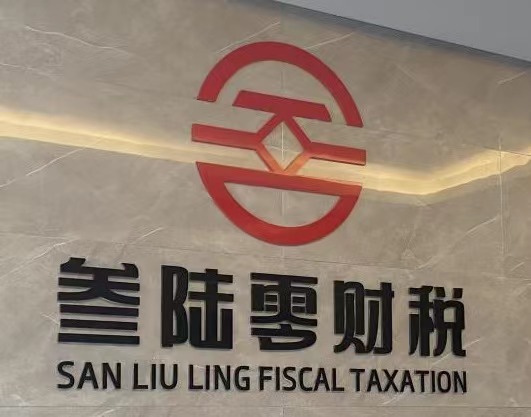 叁陆零财税
SAN LIU LING FISCAL TAXATION